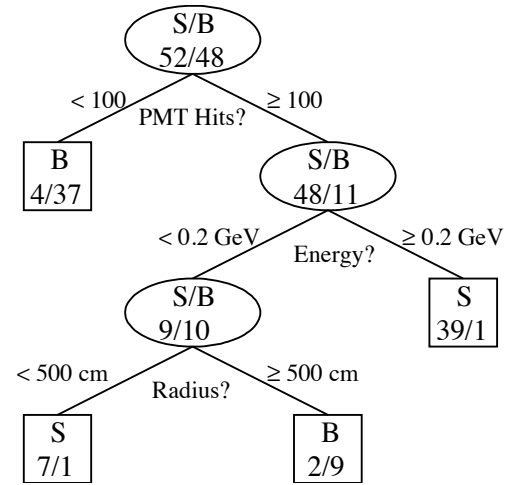 S/B
52/48
< 100
≥ 100
PMT Hits?
B
4/37
S/B
48/11
< 0.2 GeV
≥ 0.2 GeV
Energy?
S/B
9/10
S
39/1
< 500 cm
≥ 500 cm
Radius?
S
7/1
B
2/9